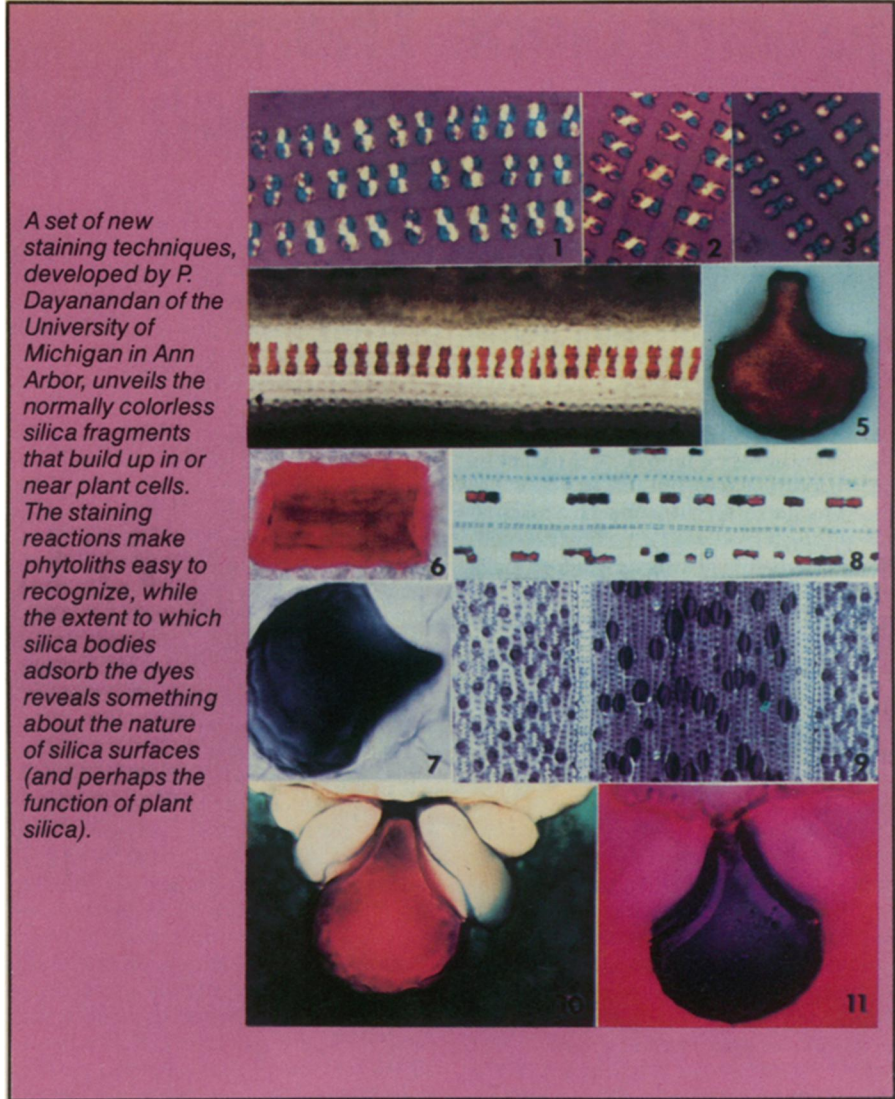 A set of new
staining techniques,
developed by P.
Dayanandan of the
University of
Michigan in Ann
Arbor, unveils the
normally colorless
silica fragments
that build up in or
near plant cells.
The staining
reactions make
phytoliths easy to
recognize, while
the extent to which
silica bodies
adsorb the dyes
reveals something
about the nature
of silica surfaces
(and perhaps the
function of plant
silica).
1
2
3
5
6
8
7
9
10
11